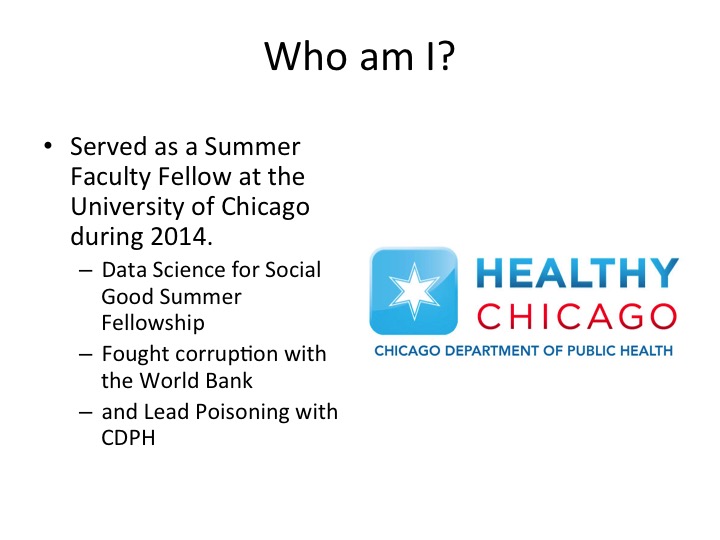 Who am I?
• Served as a Summer
Faculty Fellow at the
University of Chicago
during 2014.
– Data Science for Social
Good Summer
Fellowship
– Fought corruption with
the World Bank
– and Lead Poisoning with
CDPH
HEALTHY
CHICAGO
CHICAGO DEPARTMENT OF PUBLIC HEALTH